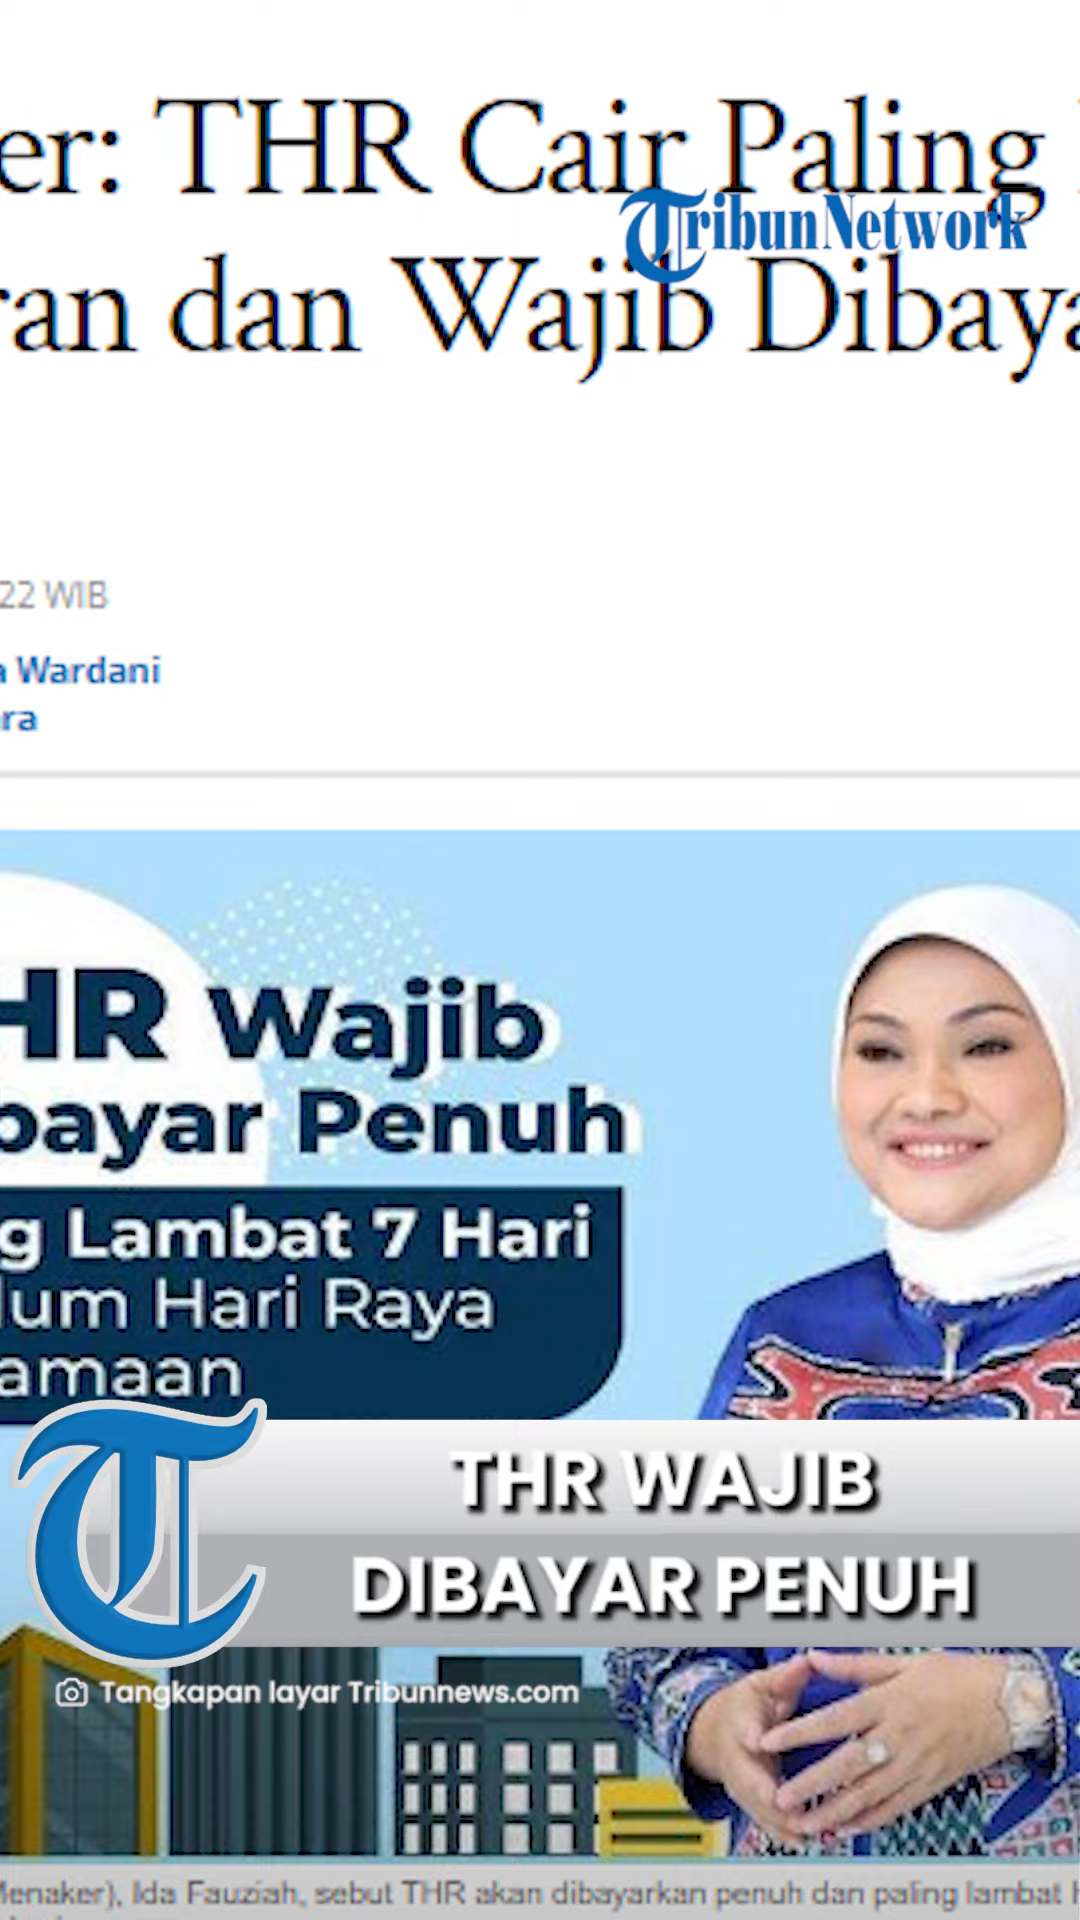 er: THR Cair Paling
TribunNetwork
ran dan Wajib Dibaya
22 WIB
a Wardani
ra
HR Wajib
bayar Penuh
g Lambat 7 Hari
lum Hari Raya
amaan
THR WAJIB
DIBAYAR PENUH
Tangkapan layar Tribunnews.com
Menaker), Ida Fauziah, sebut THR akan dibayarkan penuh dan paling lambat h